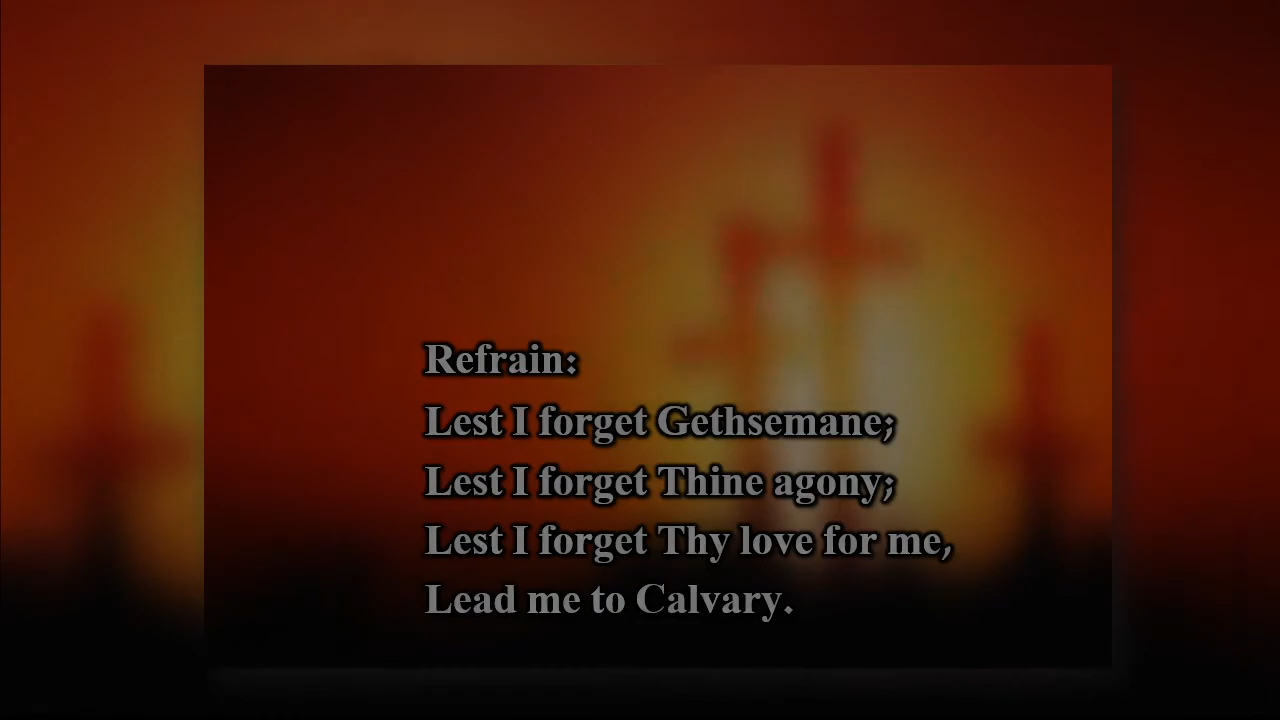 Refrain:
Lest I forget Gethsemane;
Lest I forget Thine agony;
Lest I forget Thy love for me,
Lead me to Calvary.